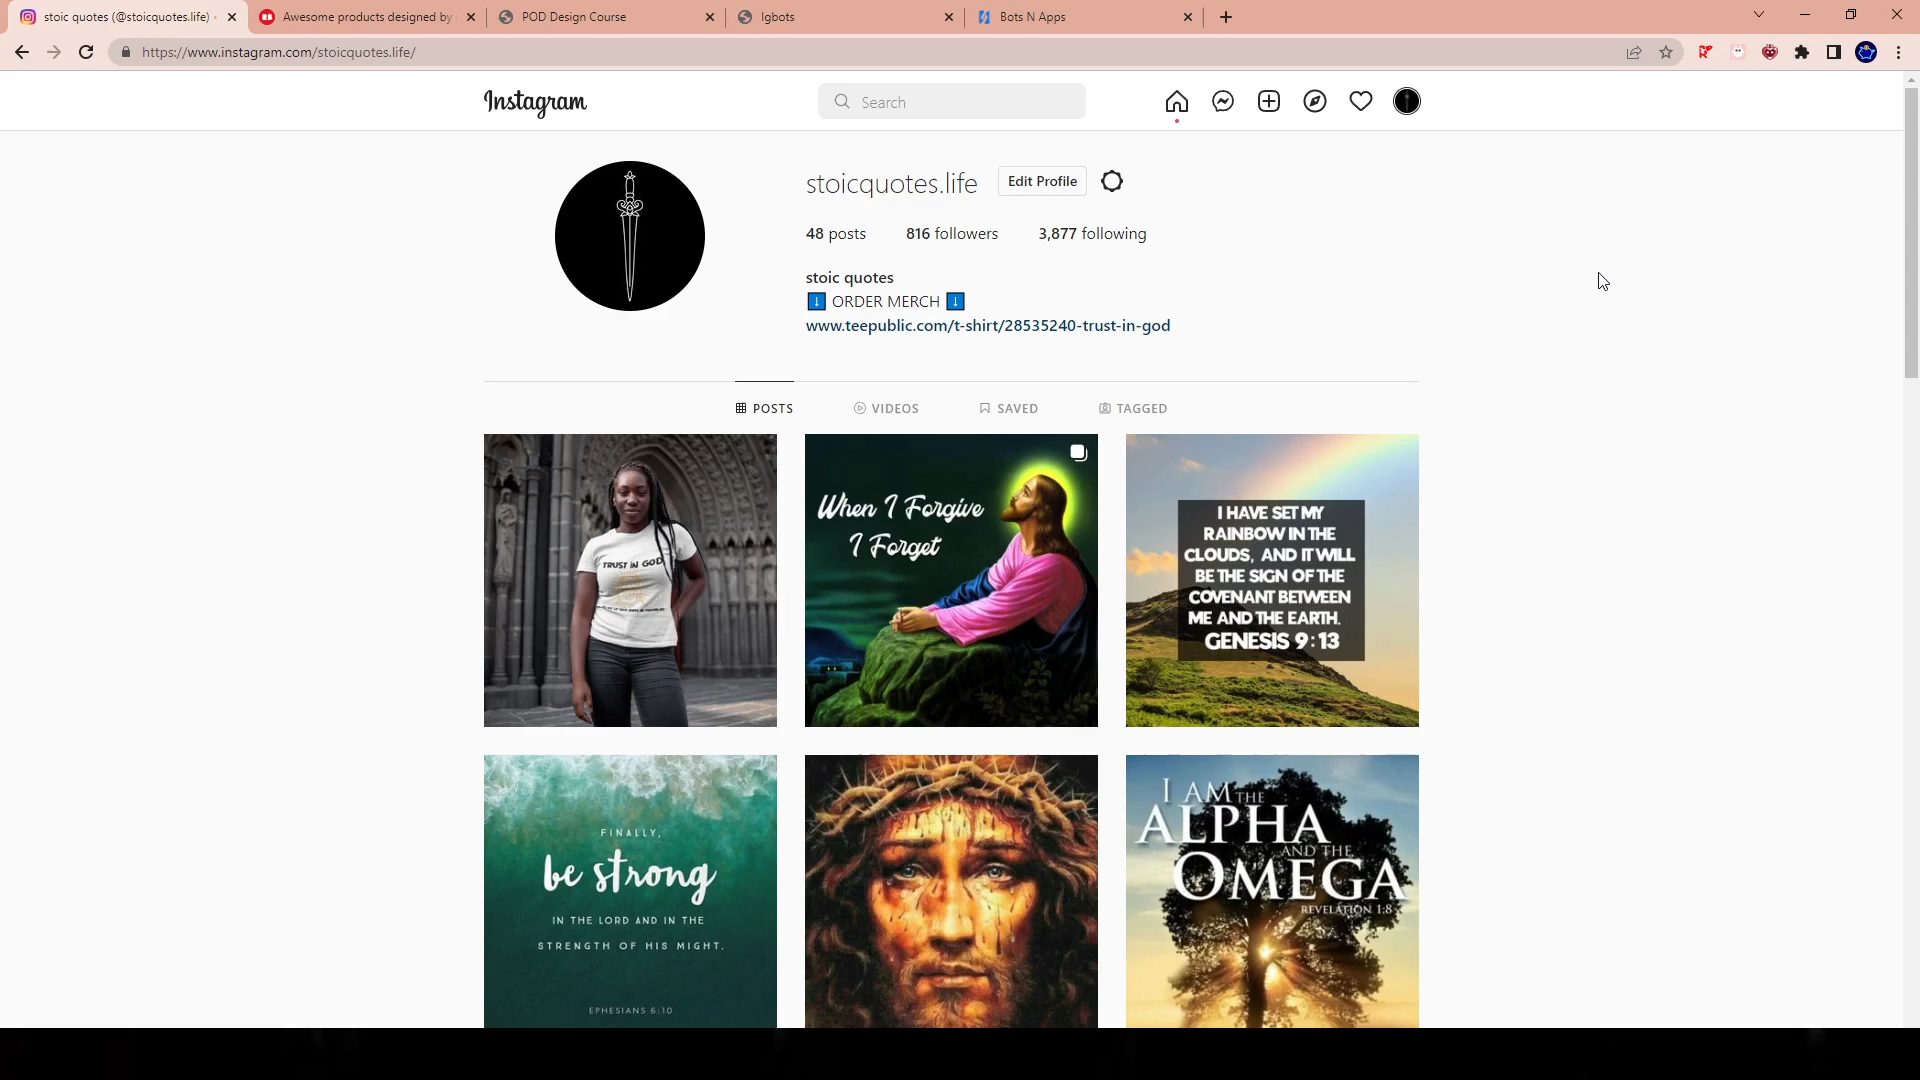 stoic quotes (@stoicquotes.life)
Awesome products designed by
POD Design Course
Igbots
Bots N Apps
https://www.instagram.com/stoicquotes.life/
Instagram
Search
stoicquotes.life
Edit Profile
48 posts
816 followers
3,877 following
stoic quotes
ORDER MERCH
www.teepublic.com/t-shirt/28535240-trust-in-god
POSTS
VIDEOS
SAVED
TAGGED
TRUST IN GOD
When I Forgive
I Forget
I HAVE SET MY
RAINBOW IN THE
CLOUDS, AND IT WILL
BE THE SIGN OF THE
COVENANT BETWEEN
ME AND THE EARTH.
GENESIS 9:13
FINALLY,
be strong
IN THE LORD AND IN THE
STRENGTH OF HIS MIGHT.
EPHESIANS 6:10
I AM THE
ALPHA
AND THE
OMEGA
REVELATION 1:8